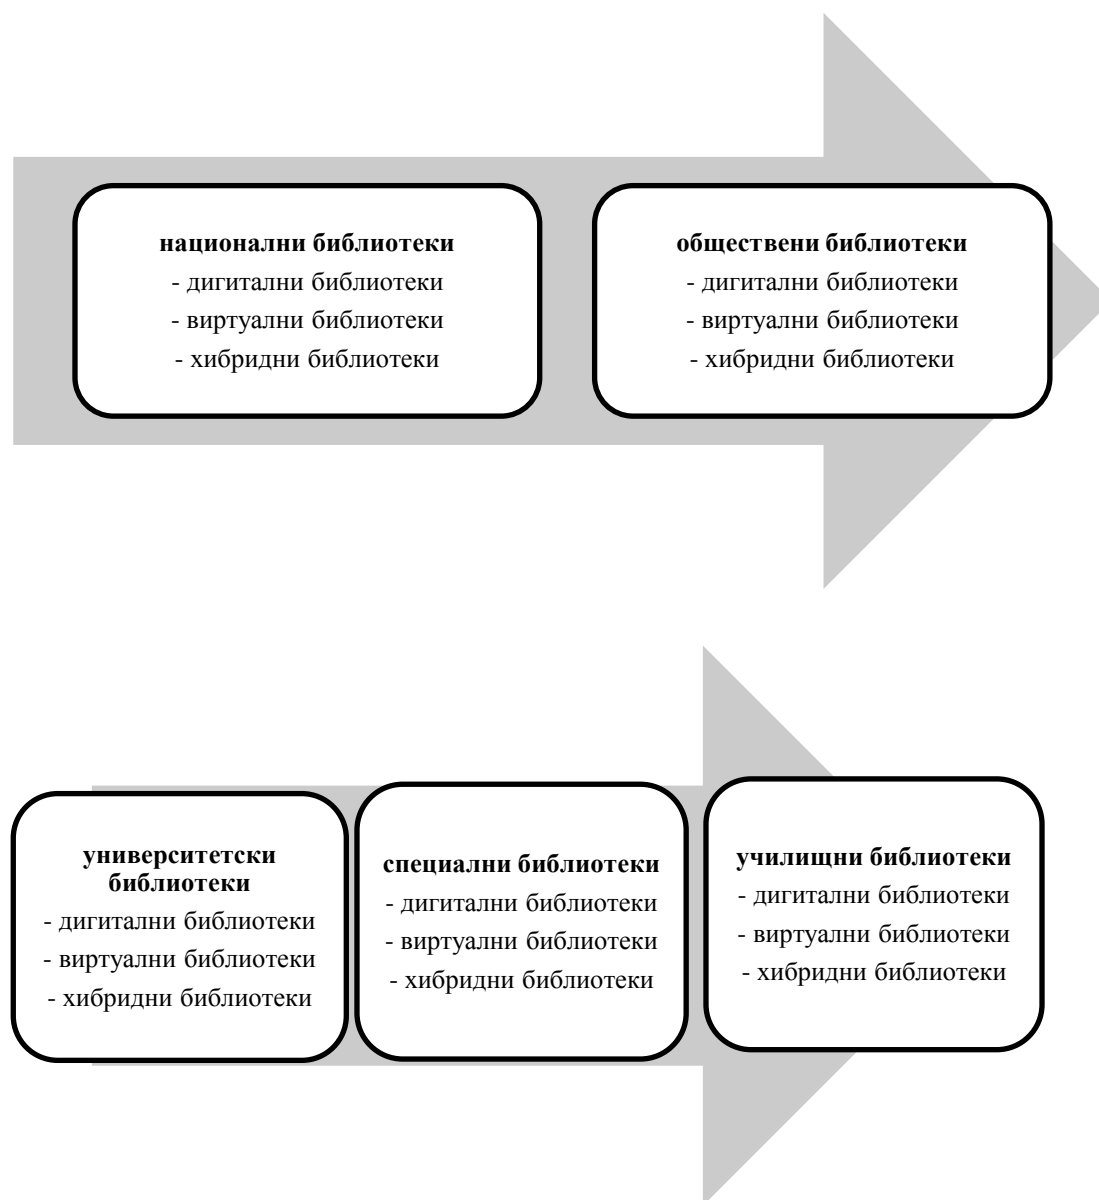 национални библиотеки
- дигитални библиотеки
- виртуални библиотеки
- хибридни библиотеки
обществени библиотеки
- дигитални библиотеки
- виртуални библиотеки
- хибридни библиотеки
университетски
библиотеки
- дигитални библиотеки
- виртуални библиотеки
- хибридни библиотеки
специални библиотеки
- дигитални библиотеки
- виртуални библиотеки
- хибридни библиотеки
училищни библиотеки
- дигитални библиотеки
- виртуални библиотеки
- хибридни библиотеки